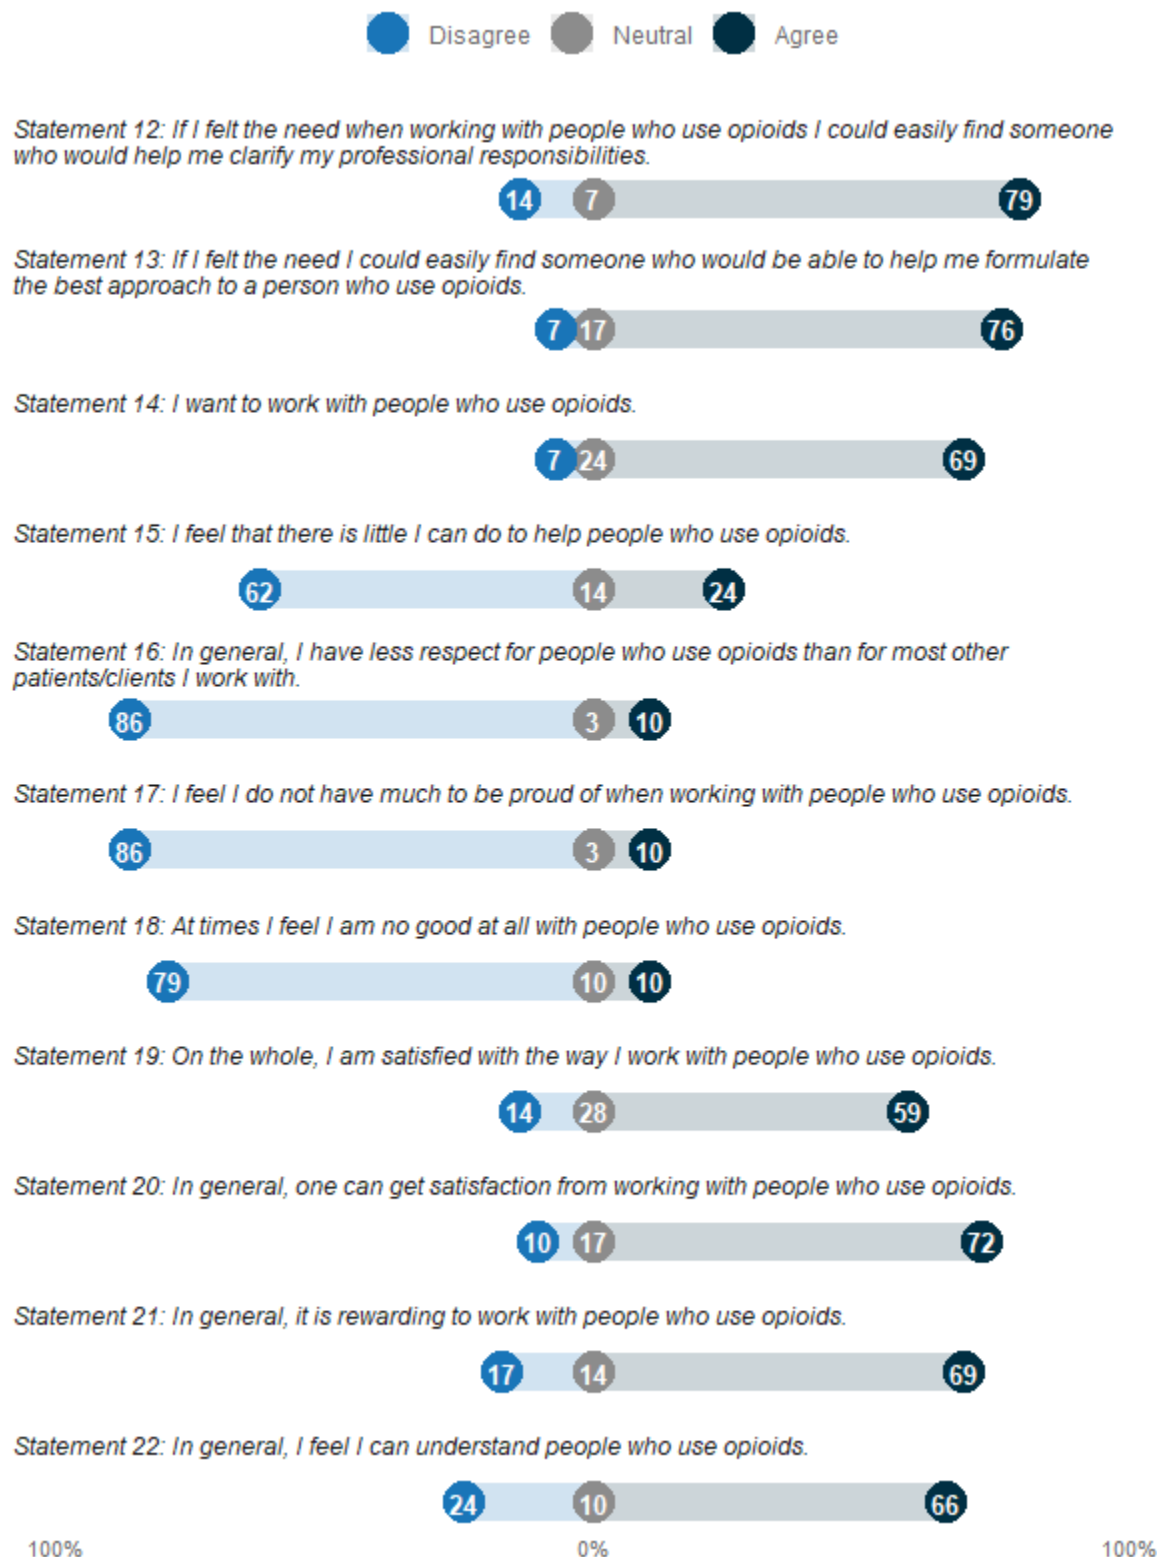 Disagree Neutral Agree
Statement 12: If I felt the need when working with people who use opioids I could easily find someone
who would help me clarify my professional responsibilities.
14 7 79
Statement 13: If I felt the need I could easily find someone who would be able to help me formulate
the best approach to a person who use opioids.
7 17 76
Statement 14: I want to work with people who use opioids.
7 24 69
Statement 15: I feel that there is little I can do to help people who use opioids.
62 14 24
Statement 16: In general, I have less respect for people who use opioids than for most other
patients/clients I work with.
86 3 10
Statement 17: I feel I do not have much to be proud of when working with people who use opioids.
86 3 10
Statement 18: At times I feel I am no good at all with people who use opioids.
79 10 10
Statement 19: On the whole, I am satisfied with the way I work with people who use opioids.
14 28 59
Statement 20: In general, one can get satisfaction from working with people who use opioids.
10 17 72
Statement 21: In general, it is rewarding to work with people who use opioids.
17 14 69
Statement 22: In general, I feel I can understand people who use opioids.
24 10 66
100% 0% 100%